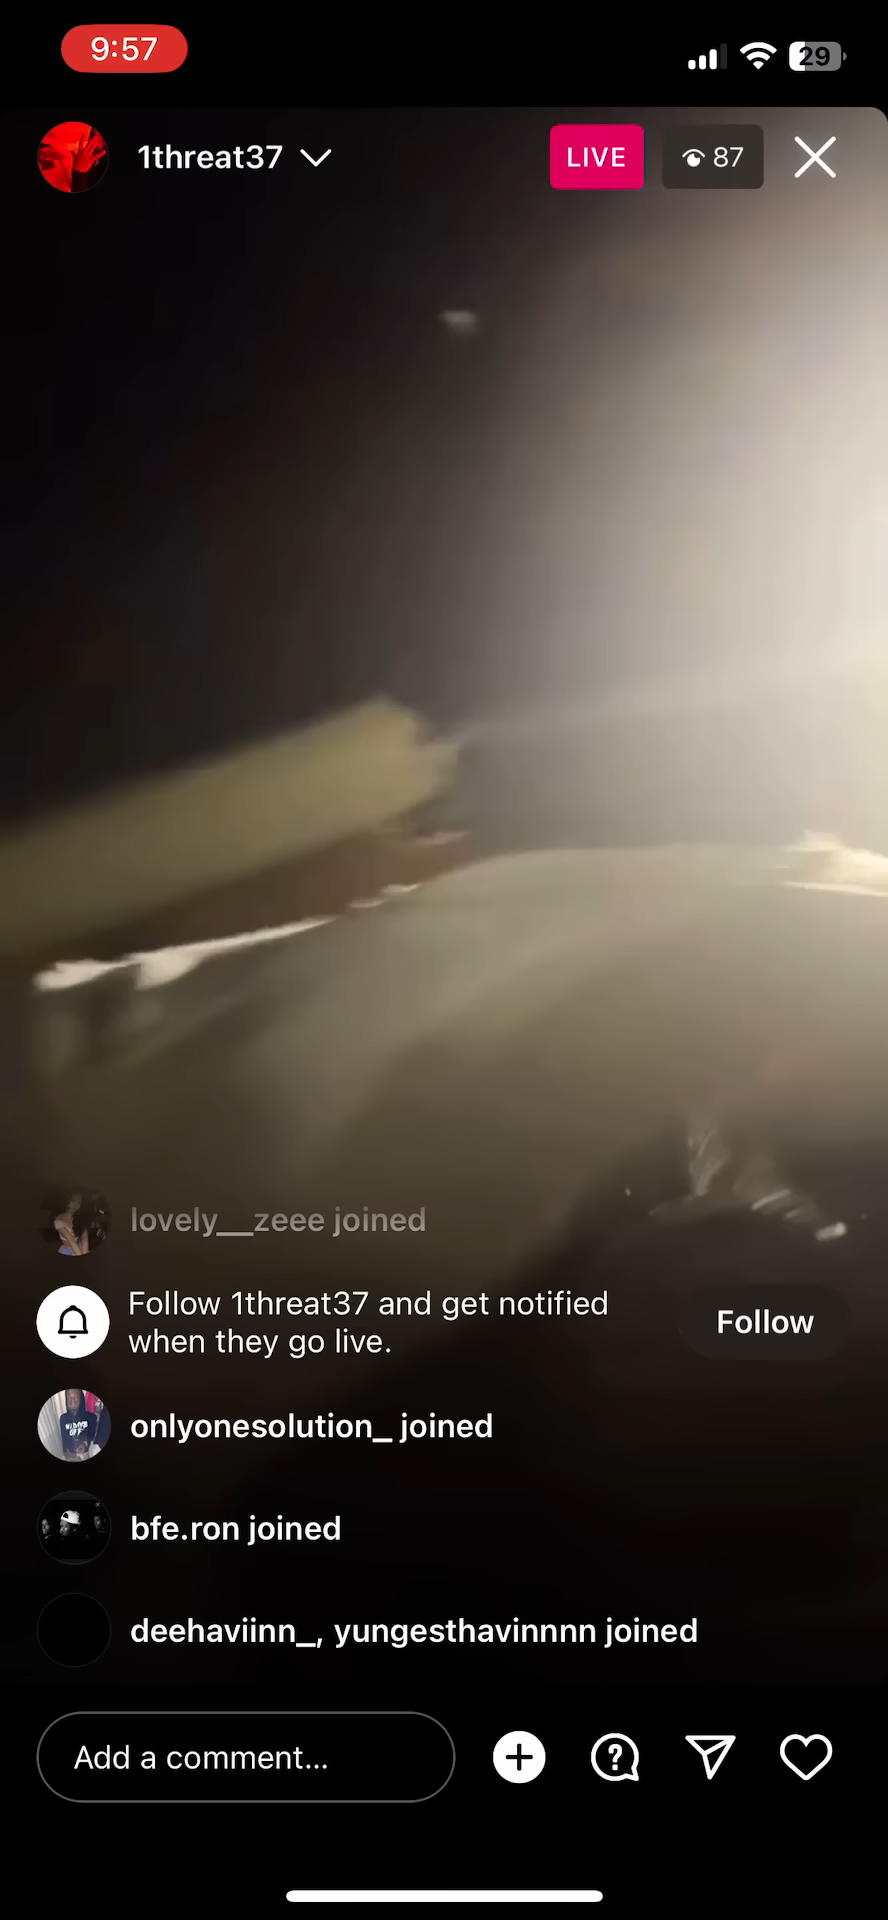 9:57
29
1threat37
LIVE
87
lovely__zeee joined
Follow 1threat37 and get notified
when they go live.
Follow
onlyonesolution_ joined
bfe.ron joined
deehaviinn_, yungesthavinnnn joined
Add a comment...